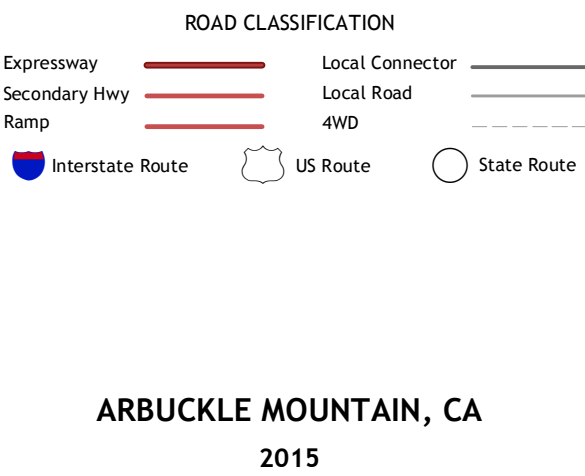 ROAD CLASSIFICATION
Expressway Local Connector
Secondary Hwy Local Road
Ramp 4WD
Interstate Route US Route State Route
ARBUCKLE MOUNTAIN, CA
2015